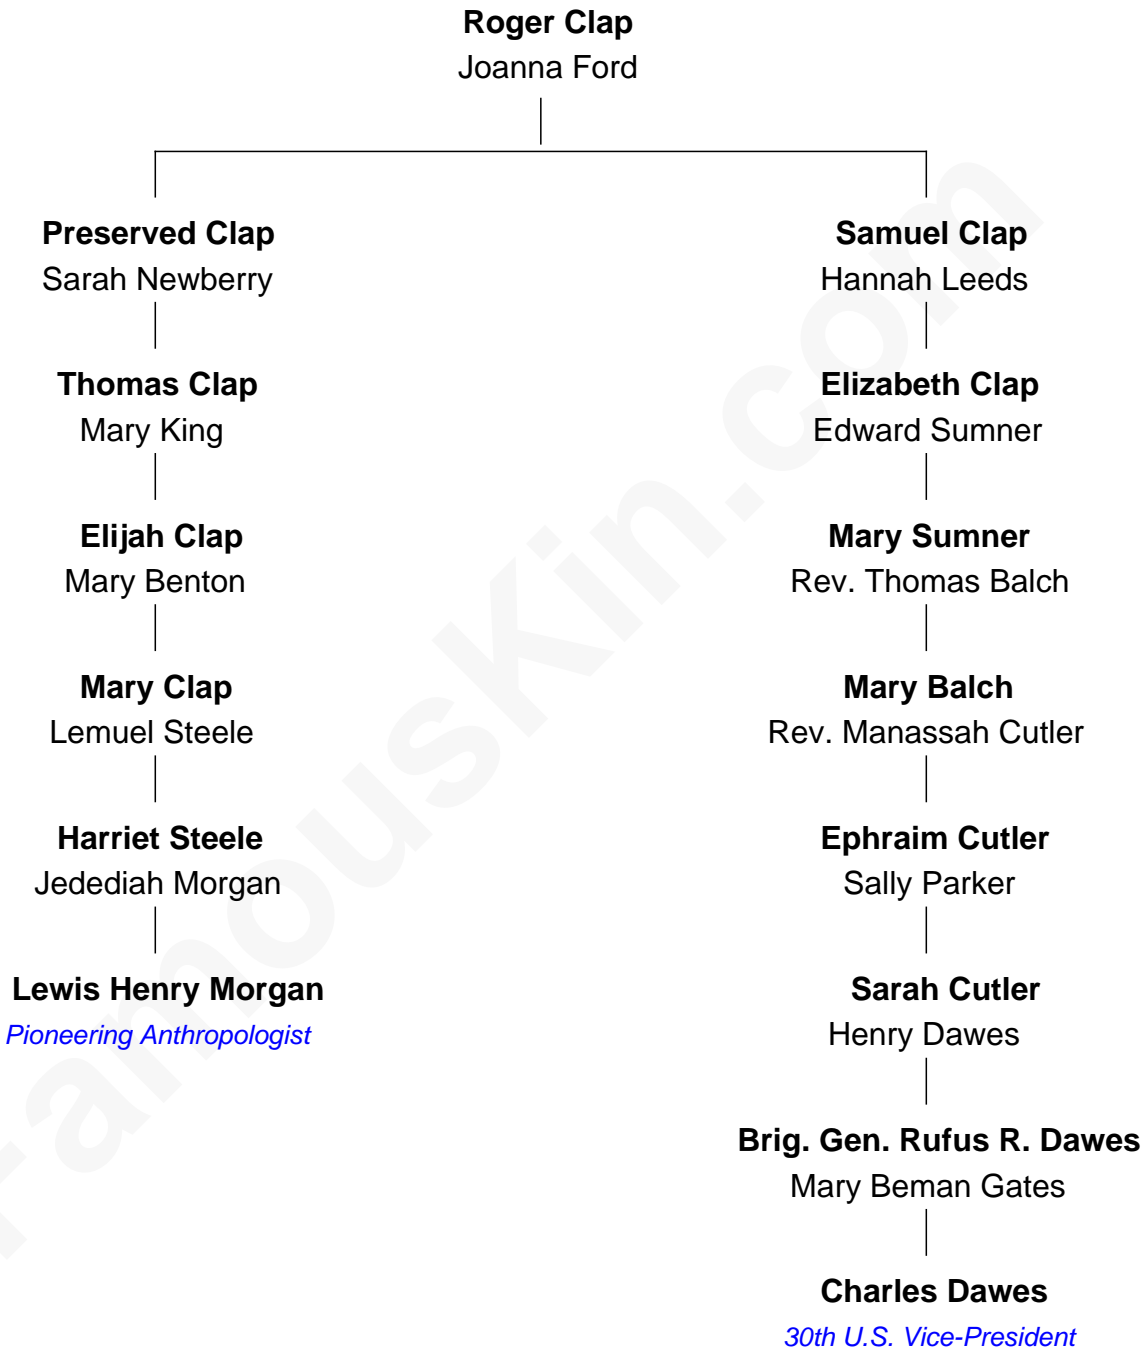 Roger Clap
Joanna Ford
Preserved Clap
Sarah Newberry
Samuel Clap
Hannah Leeds
Thomas Clap
Mary King
Elizabeth Clap
Edward Sumner
Elijah Clap
Mary Benton
Mary Sumner
Rev. Thomas Balch
Mary Clap
Lemuel Steele
Mary Balch
Rev. Manassah Cutler
Harriet Steele
Jedediah Morgan
Ephraim Cutler
Sally Parker
Lewis Henry Morgan
Pioneering Anthropologist
Sarah Cutler
Henry Dawes
Brig. Gen. Rufus R. Dawes
Mary Beman Gates
Charles Dawes
30th U.S. Vice-President
FamousKin.com